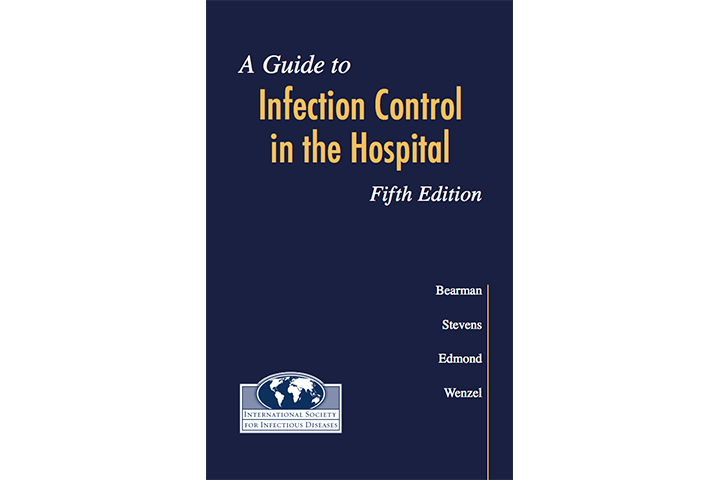 A Guide to
Infection Control
in the Hospital
Fifth Edition
Bearman
Stevens
Edmond
Wenzel
INTERNATIONAL SOCIETY
FOR INFECTIOUS DISEASES